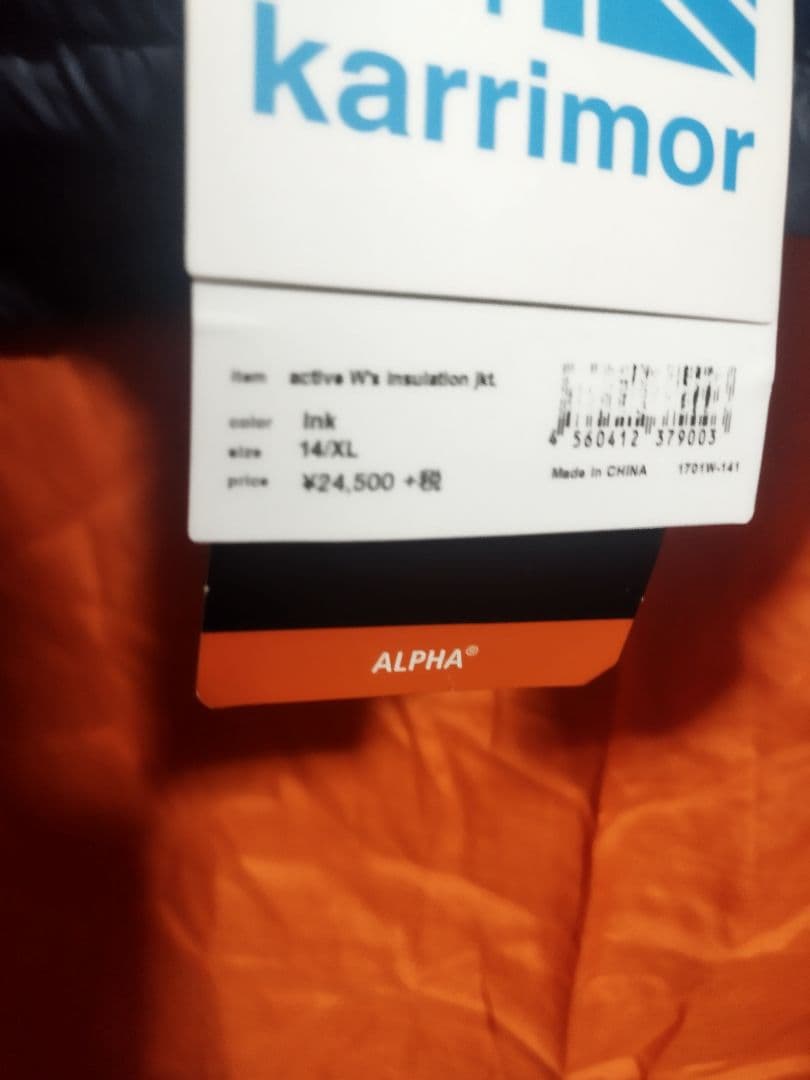 karrimor
item active W's insulation jkt
color Ink
size 14/XL
price ¥24,500 +税
4 560412 379003
Made in CHINA 1701W-141
ALPHA®